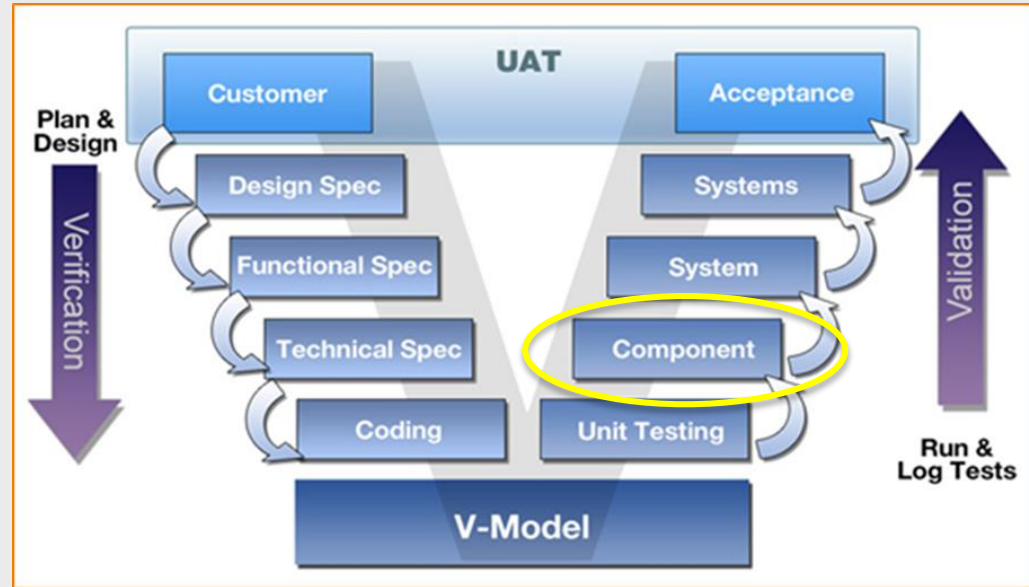 UAT
Customer
Acceptance
Plan &
Design
Design Spec
Systems
Verification
Validation
Functional Spec
System
Technical Spec
Component
Coding
Unit Testing
Run &
Log Tests
V-Model